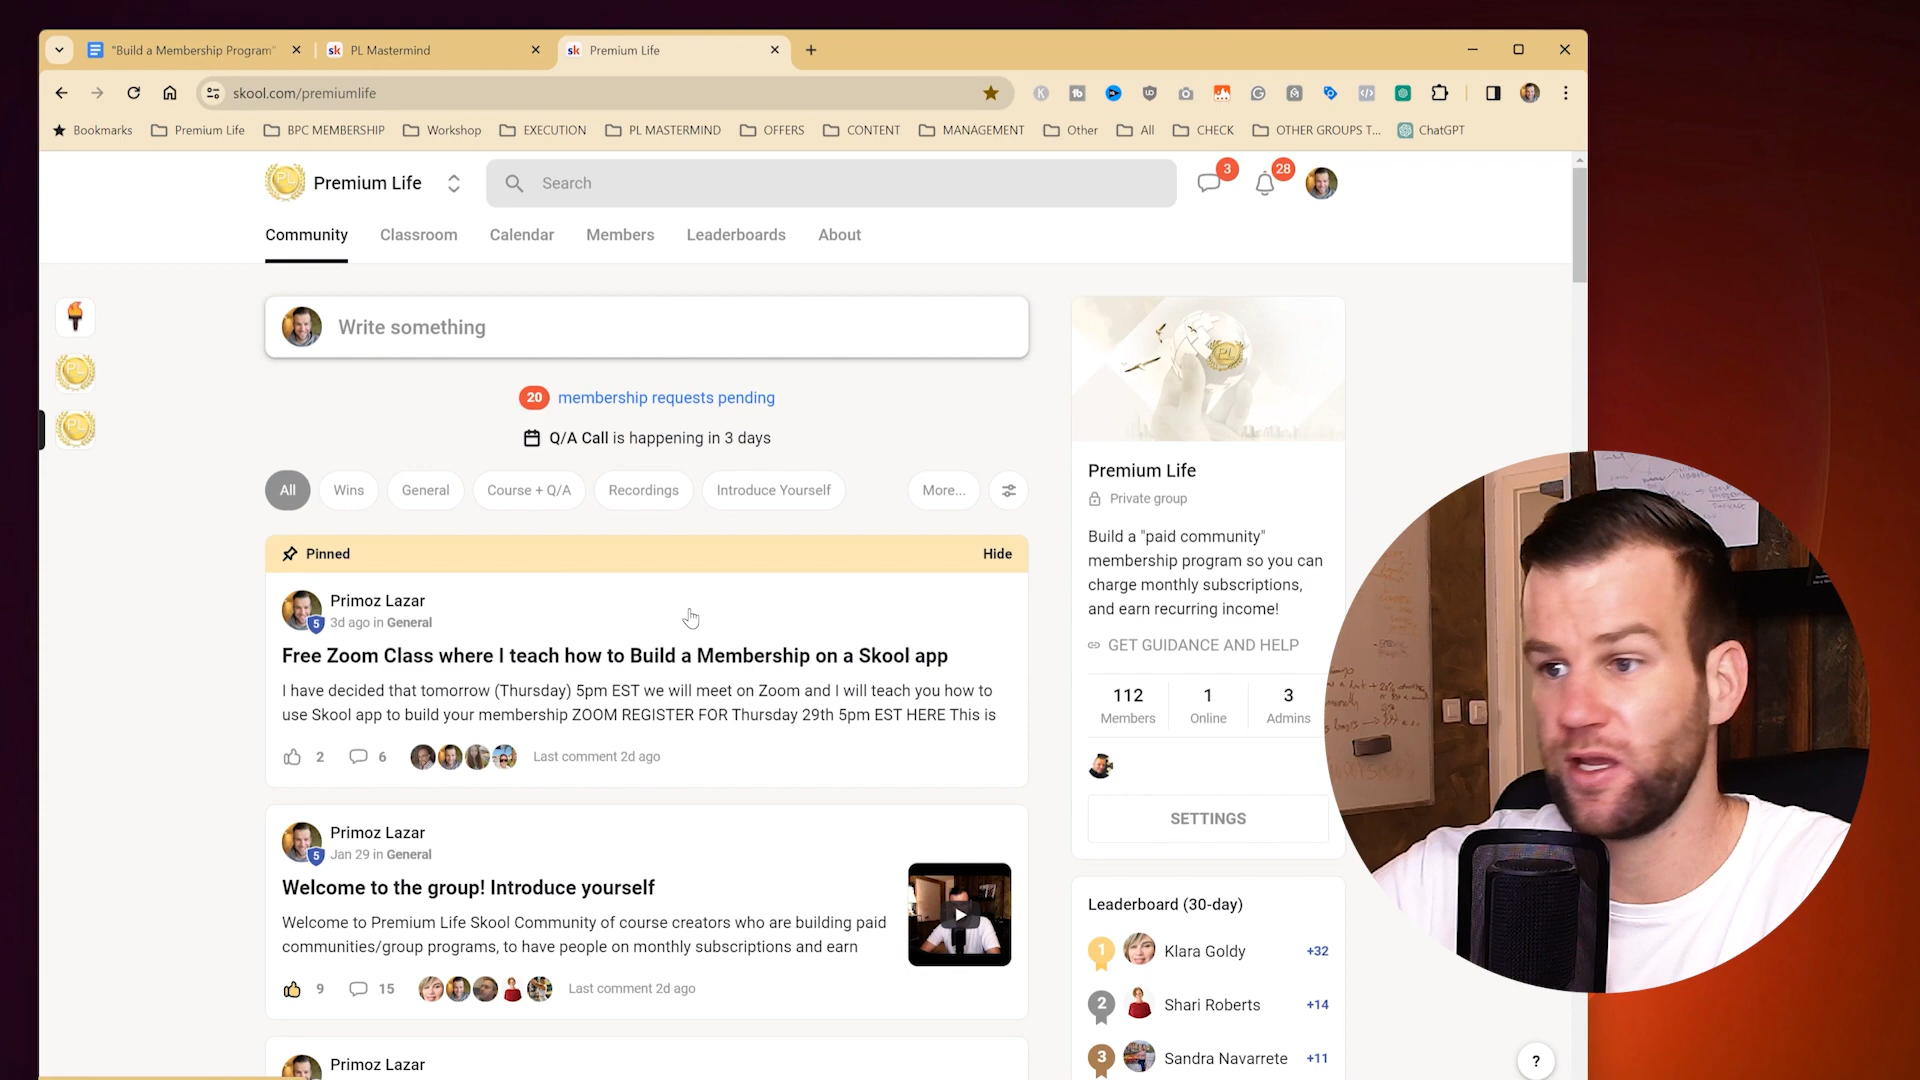 "Build a Membership Program"
sk PL Mastermind
sk Premium Life
skool.com/premiumlife
Bookmarks
Premium Life
BPC MEMBERSHIP
Workshop
EXECUTION
PL MASTERMIND
OFFERS
CONTENT
MANAGEMENT
Other
All
CHECK
OTHER GROUPS T...
ChatGPT
Premium Life
Search
3
28
Community
Classroom
Calendar
Members
Leaderboards
About
Write something
20 membership requests pending
Q/A Call is happening in 3 days
All
Wins
General
Course + Q/A
Recordings
Introduce Yourself
More...
Pinned
Hide
Primoz Lazar
5
3d ago in General
Free Zoom Class where I teach how to Build a Membership on a Skool app
I have decided that tomorrow (Thursday) 5pm EST we will meet on Zoom and I will teach you how to
use Skool app to build your membership ZOOM REGISTER FOR Thursday 29th 5pm EST HERE This is
2
6
Last comment 2d ago
Primoz Lazar
5
Jan 29 in General
Welcome to the group! Introduce yourself
Welcome to Premium Life Skool Community of course creators who are building paid
communities/group programs, to have people on monthly subscriptions and earn
9
15
Last comment 2d ago
Primoz Lazar
PL
Premium Life
Private group
Build a "paid community"
membership program so you can
charge monthly subscriptions,
and earn recurring income!
GET GUIDANCE AND HELP
112
1
3
Members
Online
Admins
SETTINGS
Leaderboard (30-day)
1
Klara Goldy
+32
2
Shari Roberts
+14
3
Sandra Navarrete
+11
?